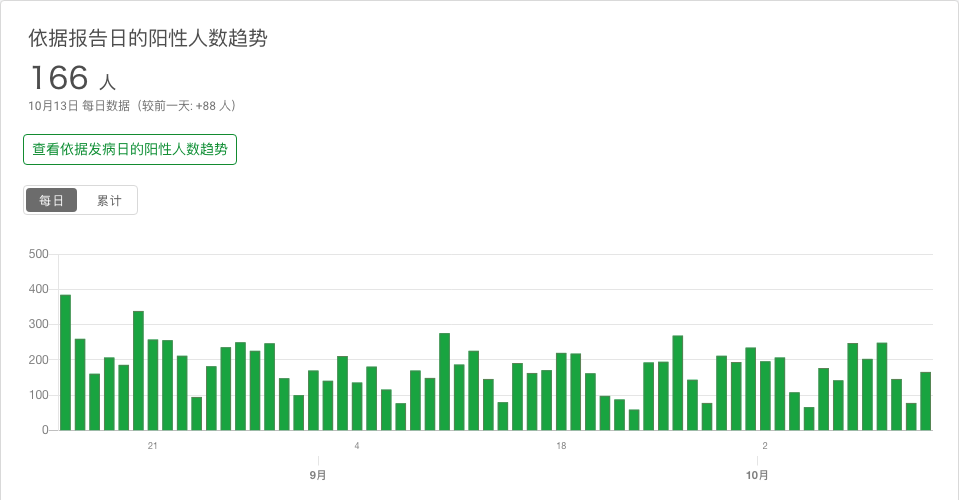 依据报告日的阳性人数趋势
166 人
10月13日 每日数据（较前一天: +88 人）
查看依据发病日的阳性人数趋势
每日 累计
500
400
300
200
100
0
21 4 18 2
9月 10月